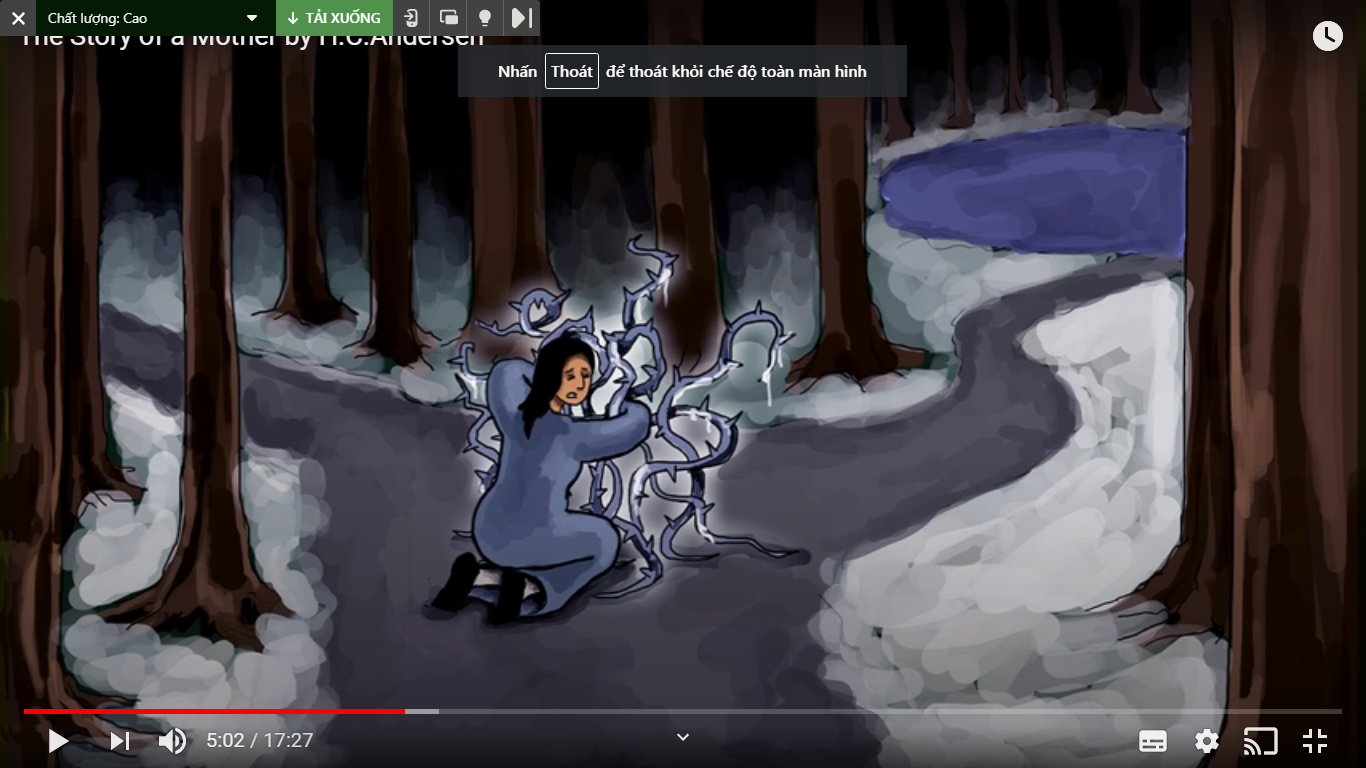 Chất lượng: Cao
TẢI XUỐNG
The Story of a Mother by H.C.Andersen
Nhấn Thoát để thoát khỏi chế độ toàn màn hình
5:02 / 17:27